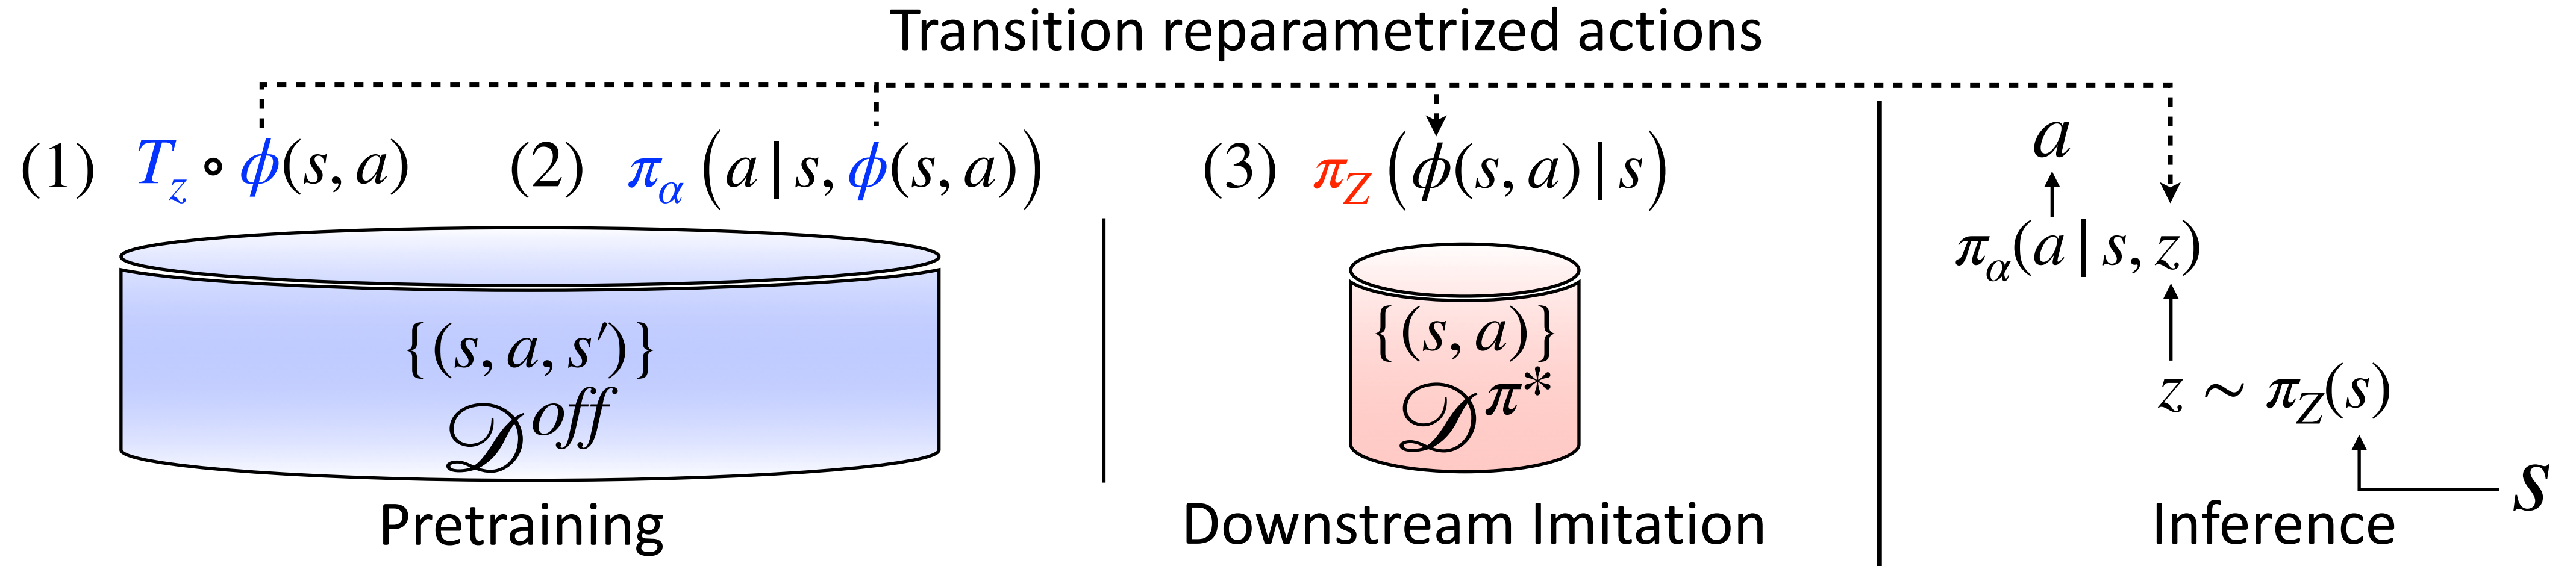 Transition reparametrized actions
(1) T_z ∘ ϕ(s, a)
(2) π_α (a | s, ϕ(s, a))
(3) π_Z (ϕ(s, a) | s)
{(s, a, s′)}
𝒟^off
Pretraining
{(s, a)}
𝒟^π*
Downstream Imitation
a
π_α(a | s, z)
z ∼ π_Z(s)
s
Inference